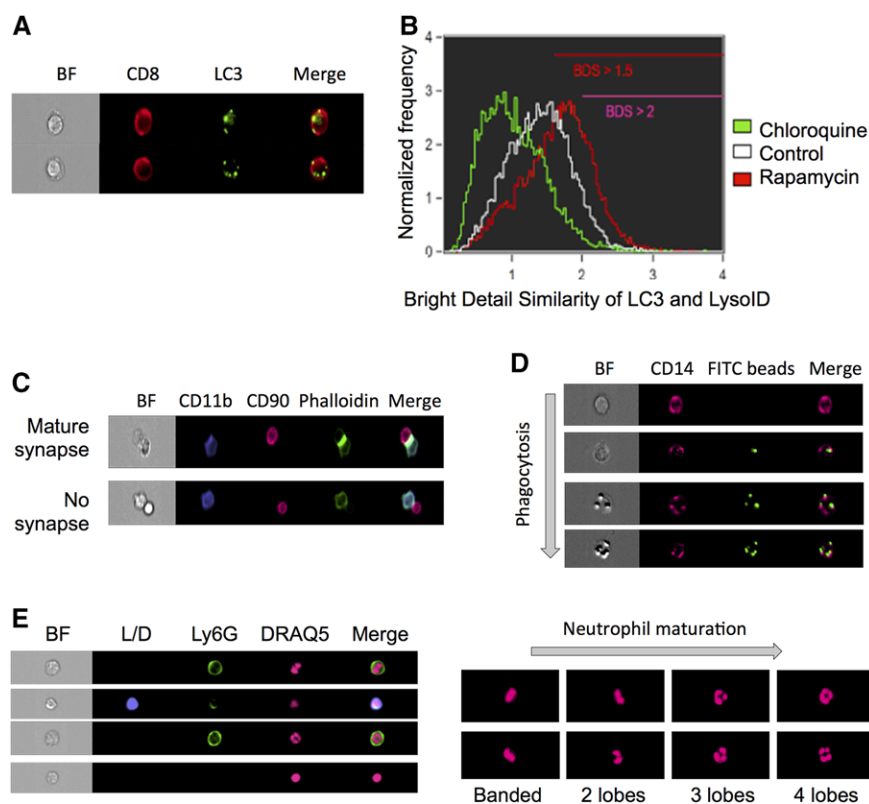 A
BF CD8 LC3 Merge
B
Normalized frequency
4
3
2
1
0
BDS > 1.5
BDS > 2
1 2 3 4
Bright Detail Similarity of LC3 and LysoID
Chloroquine
Control
Rapamycin
C
BF CD11b CD90 Phalloidin Merge
Mature
synapse
No
synapse
D
BF CD14 FITC beads Merge
Phagocytosis
E
BF L/D Ly6G DRAQ5 Merge
Neutrophil maturation
Banded 2 lobes 3 lobes 4 lobes